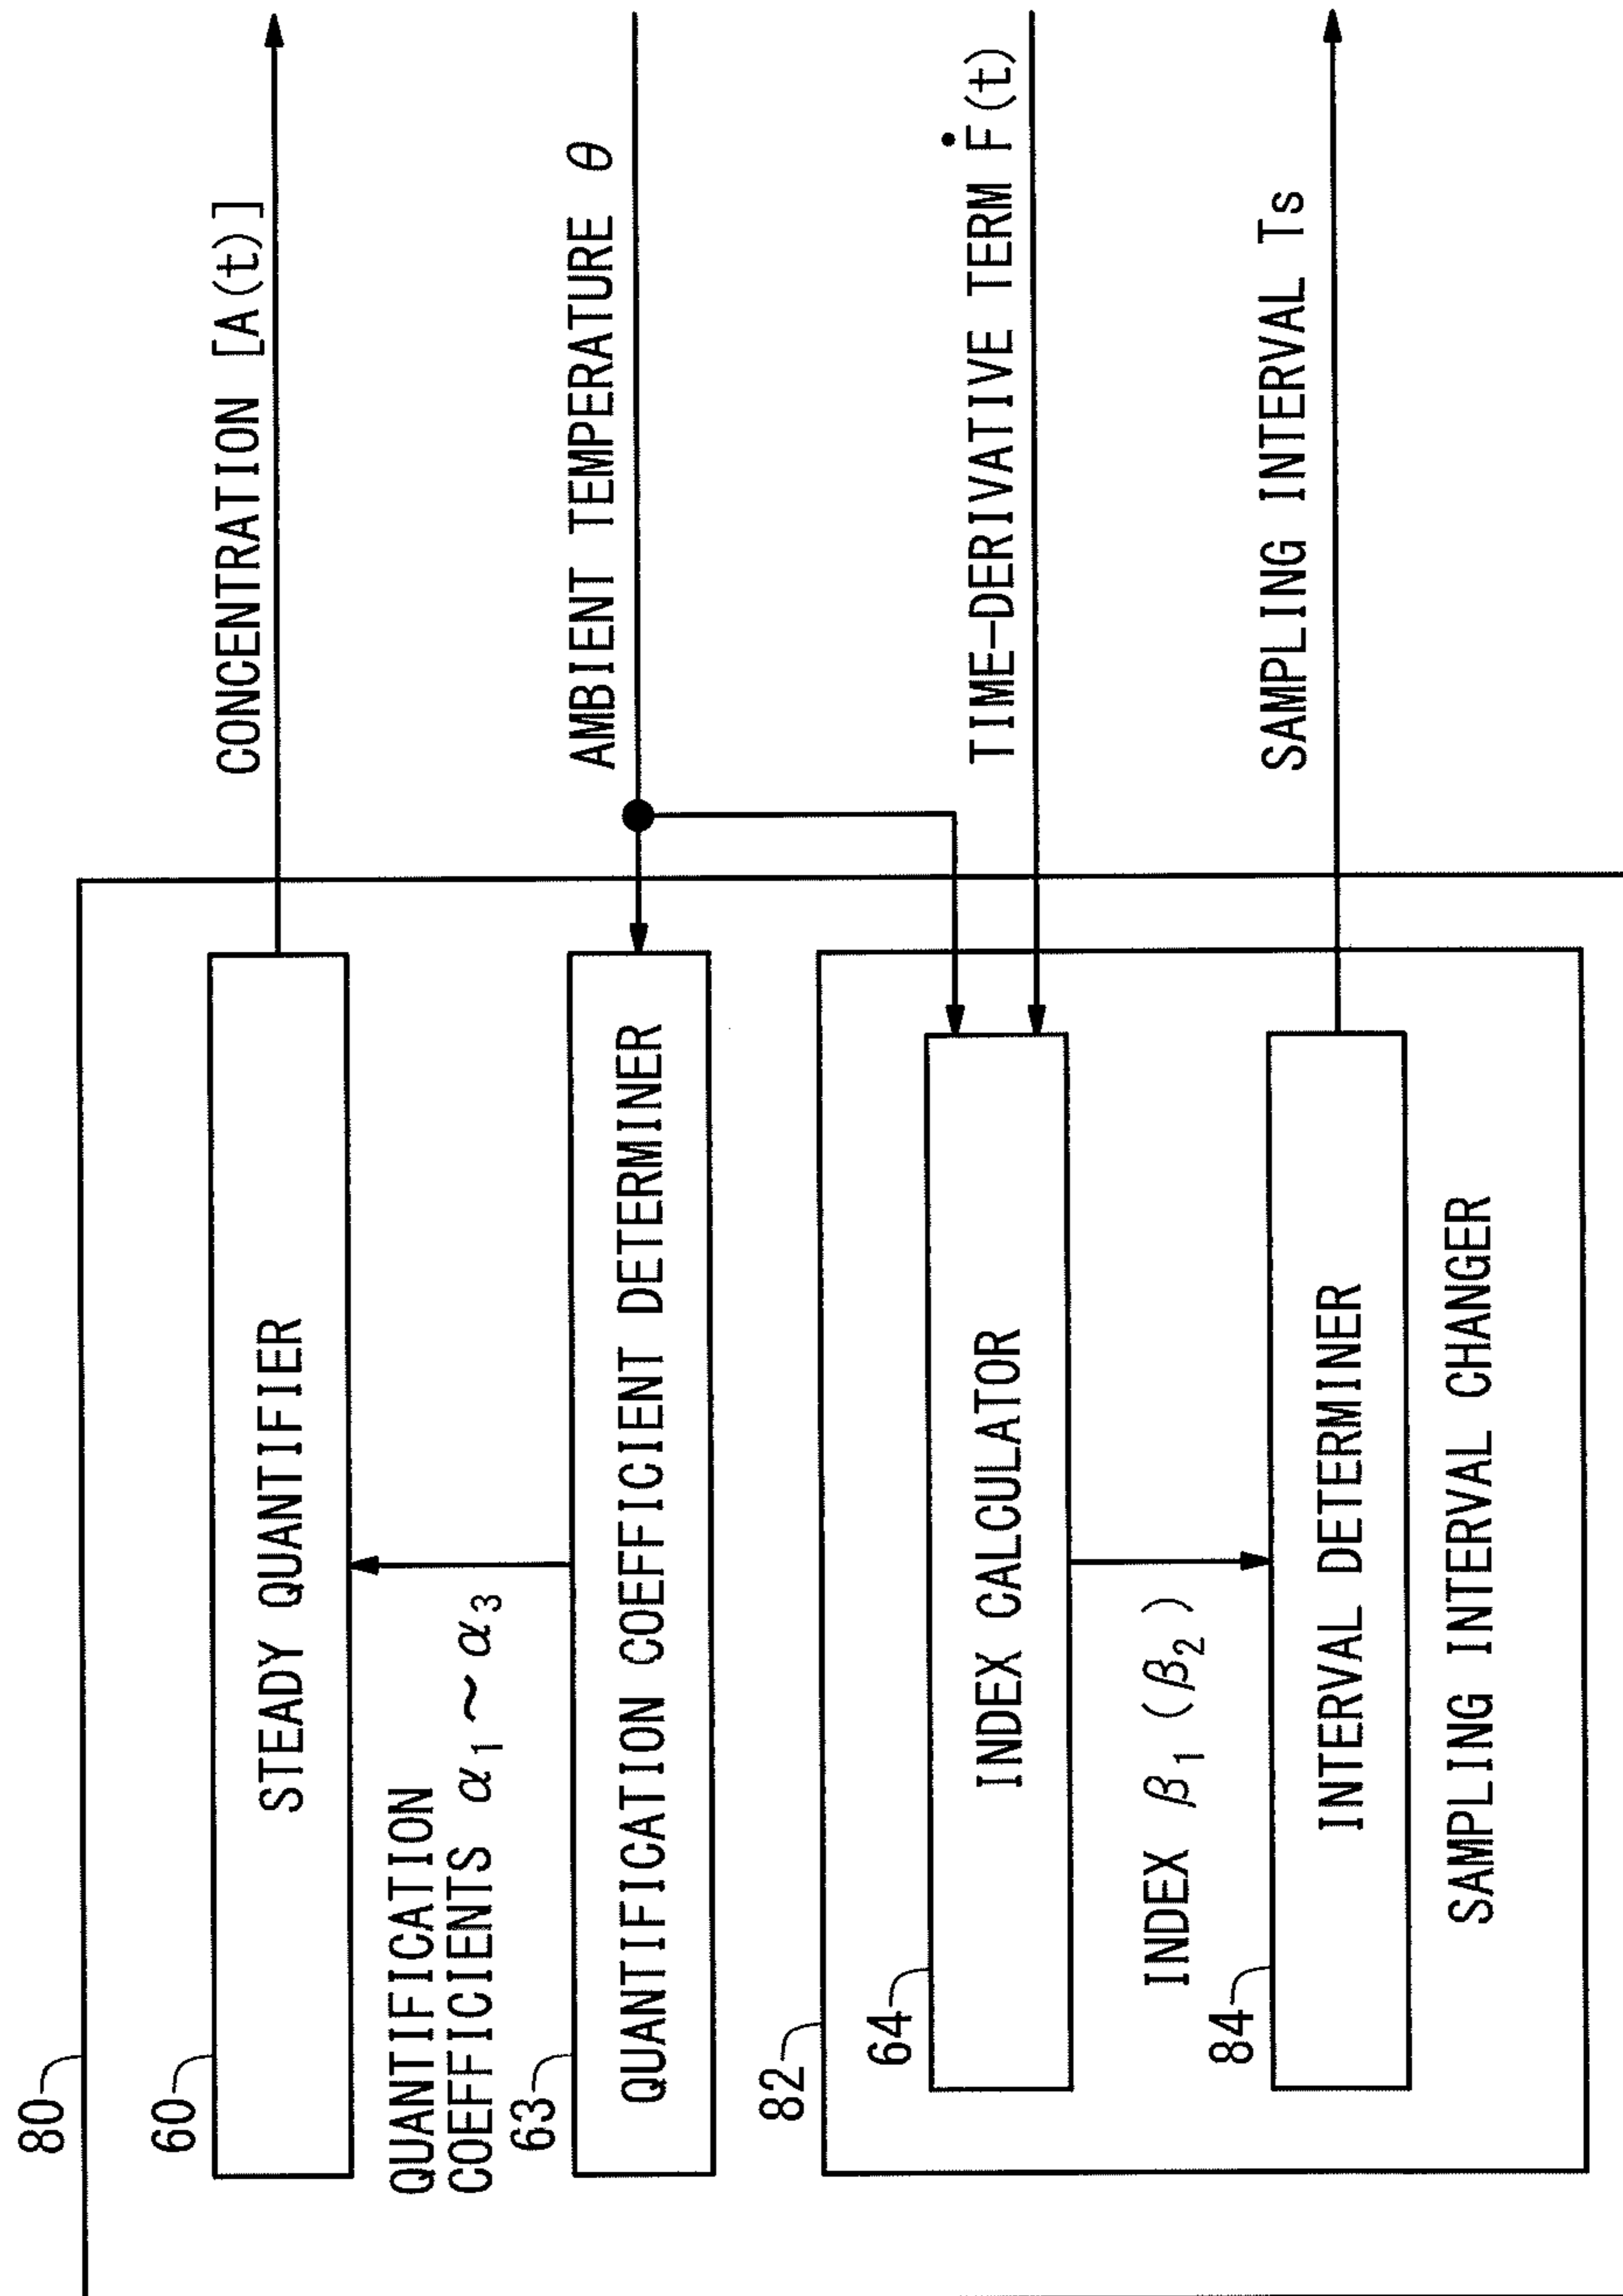 80
60
STEADY QUANTIFIER
CONCENTRATION [A(t)]
QUANTIFICATION
COEFFICIENTS α₁～α₃
63
QUANTIFICATION COEFFICIENT DETERMINER
AMBIENT TEMPERATURE θ
82
64
INDEX CALCULATOR
TIME-DERIVATIVE TERM Ḟ(t)
INDEX β₁(β₂)
84
INTERVAL DETERMINER
SAMPLING INTERVAL Ts
SAMPLING INTERVAL CHANGER